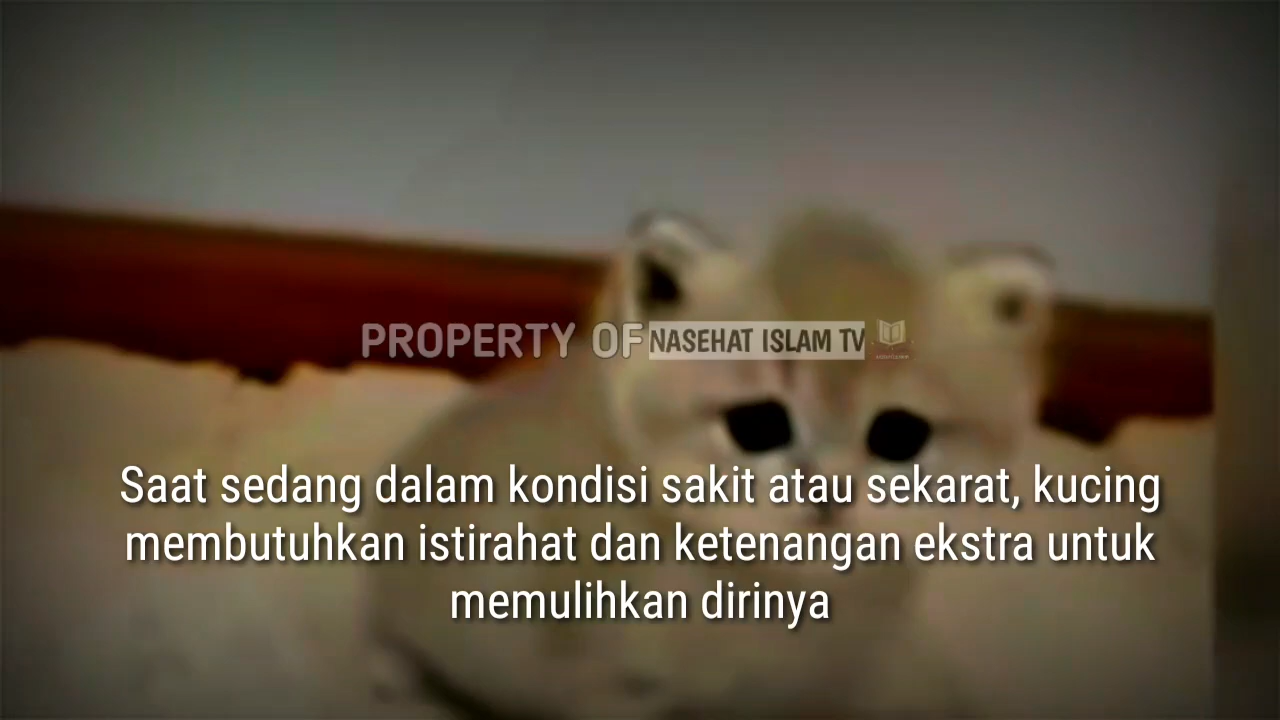 PROPERTY OF NASEHAT ISLAM TV
Saat sedang dalam kondisi sakit atau sekarat, kucing
membutuhkan istirahat dan ketenangan ekstra untuk
memulihkan dirinya